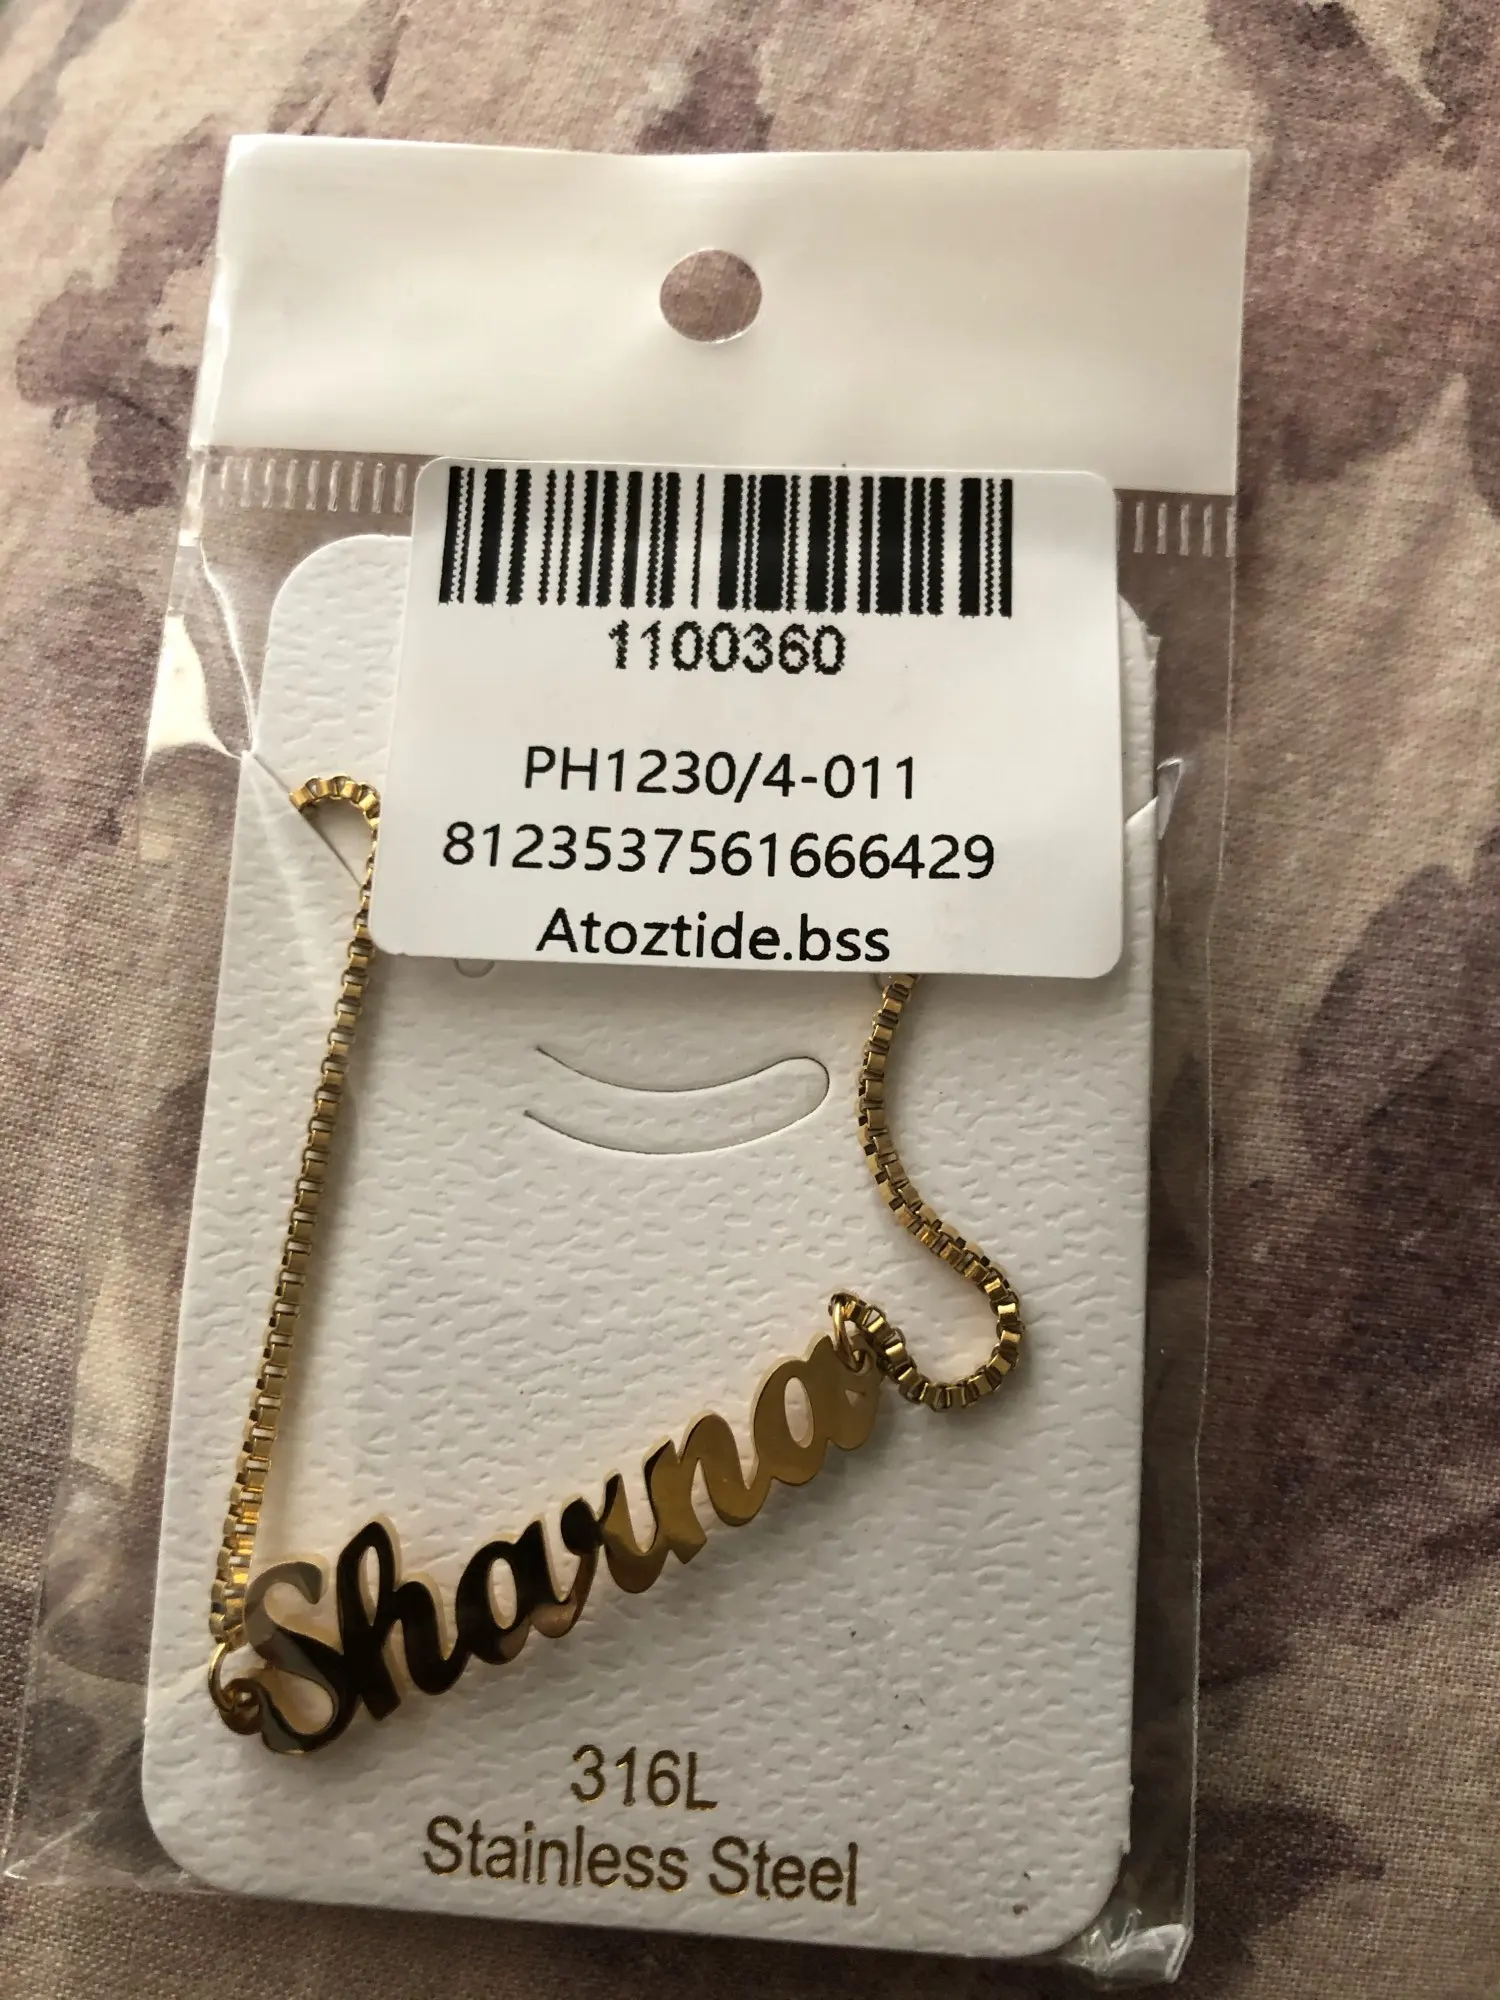 1100360
PH1230/4-011
8123537561666429
Atoztide.bss
Sharna
316L
Stainless Steel